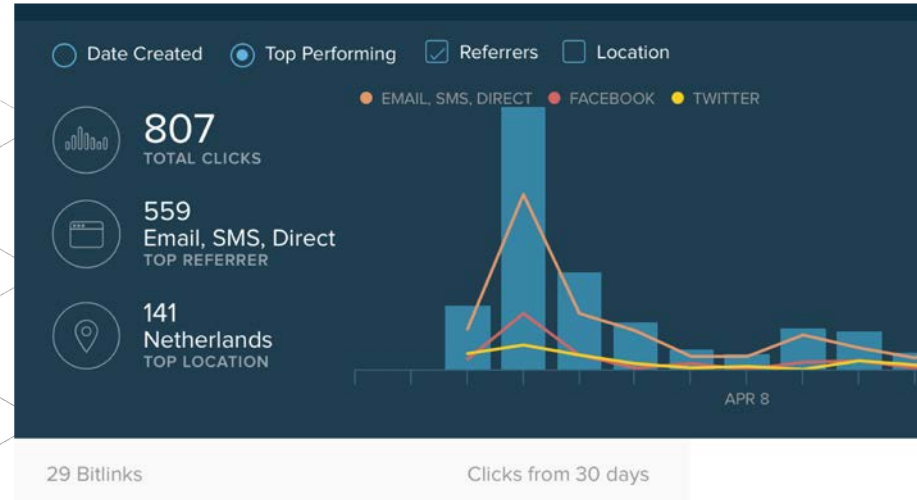 Date Created Top Performing Referrers Location
EMAIL, SMS, DIRECT FACEBOOK TWITTER
807
TOTAL CLICKS
559
Email, SMS, Direct
TOP REFERRER
141
Netherlands
TOP LOCATION
APR 8
29 Bitlinks Clicks from 30 days